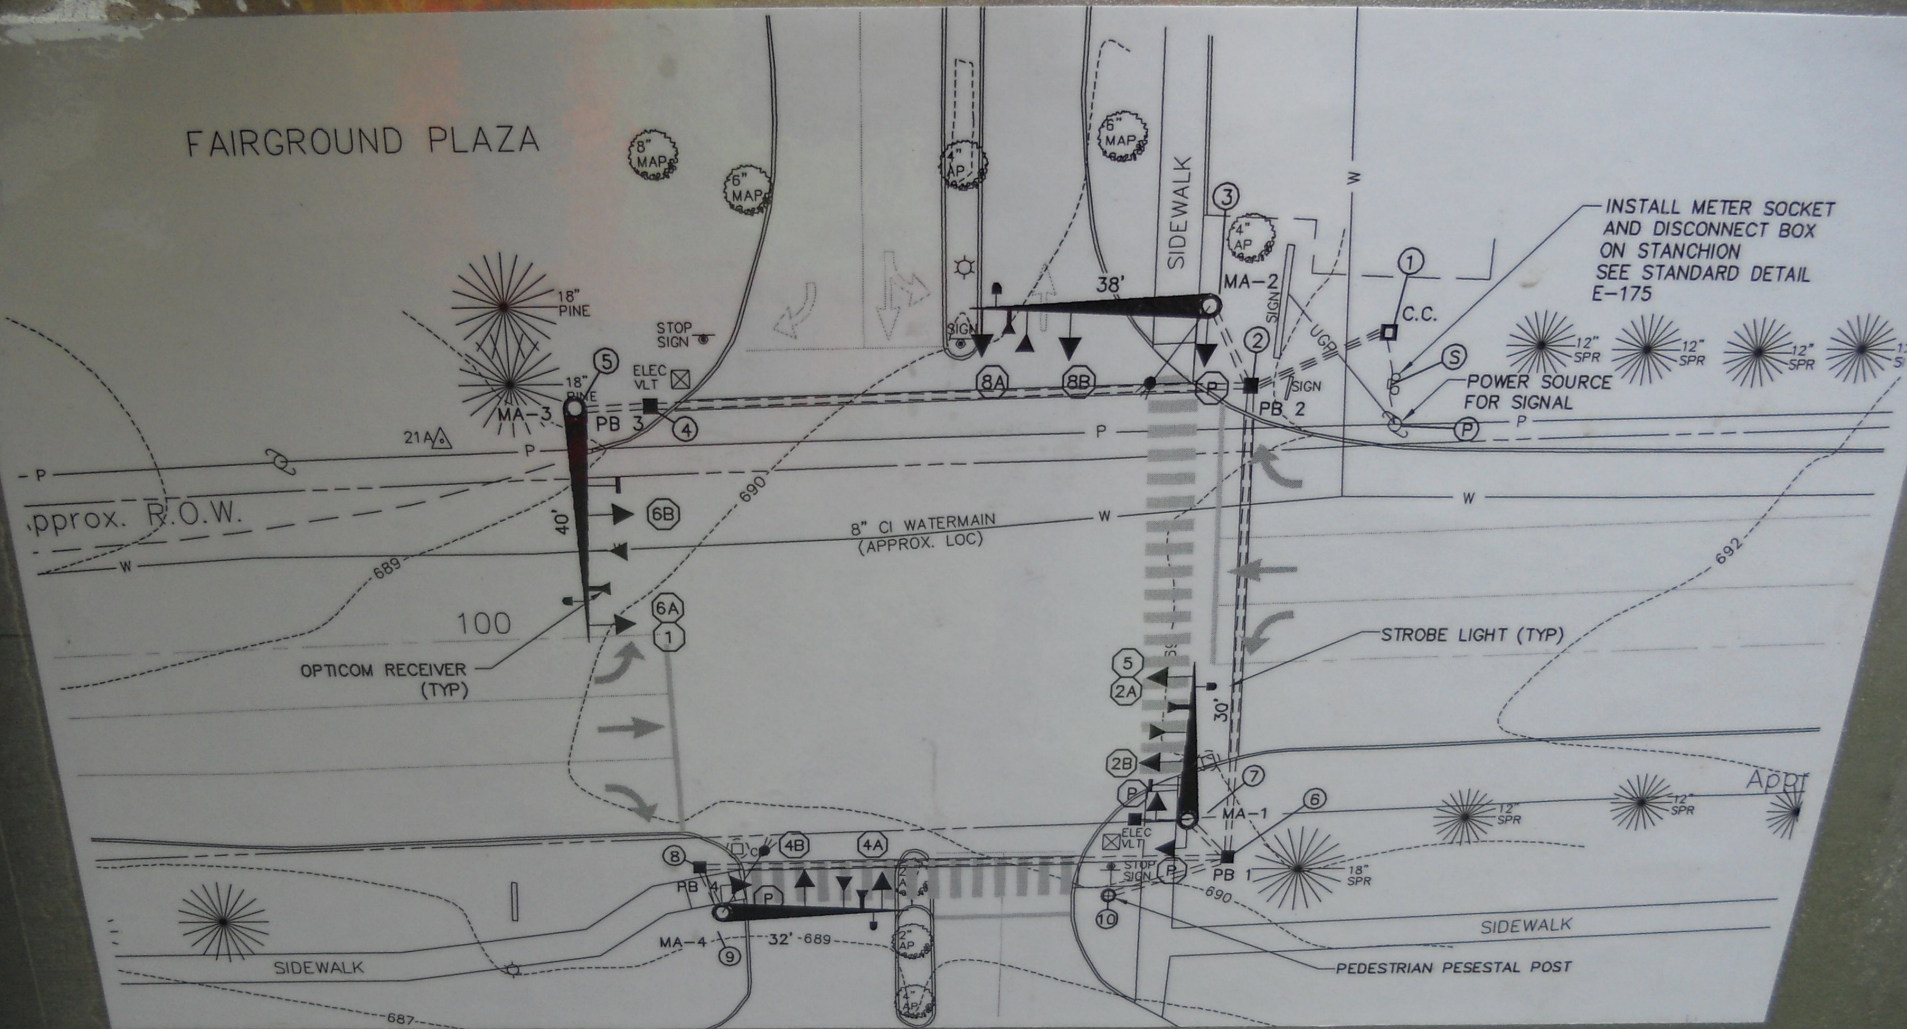 FAIRGROUND PLAZA
8"
MAP
6"
MAP
4"
AP
6"
MAP
SIDEWALK
W
3
4"
AP
INSTALL METER SOCKET
AND DISCONNECT BOX
ON STANCHION
SEE STANDARD DETAIL
E-175
1
C.C.
MA-2
38'
SIGN
SIGN
18"
PINE
STOP
SIGN
2
UGP
S
12"
SPR
12"
SPR
12"
SPR
12"
POWER SOURCE
FOR SIGNAL
5
ELEC
VLT
18"
PINE
8A
8B
P
SIGN
MA-3
PB 3
4
PB 2
P
P
21A
P
P
P
690
40'
6B
pprox. R.O.W.
8" CI WATERMAIN
(APPROX. LOC)
W
W
W
689
692
6A
1
100
OPTICOM RECEIVER
(TYP)
STROBE LIGHT (TYP)
5
2A
30'
2B
P
7
6
MA-1
12"
SPR
12"
SPR
ELEC
VLT
STOP
SIGN
P
PB 1
18"
SPR
690
8
4B
4A
PB 4
P
10
MA-4
32'
689
2"
AP
9
SIDEWALK
SIDEWALK
PEDESTRIAN PESESTAL POST
4"
AP
687